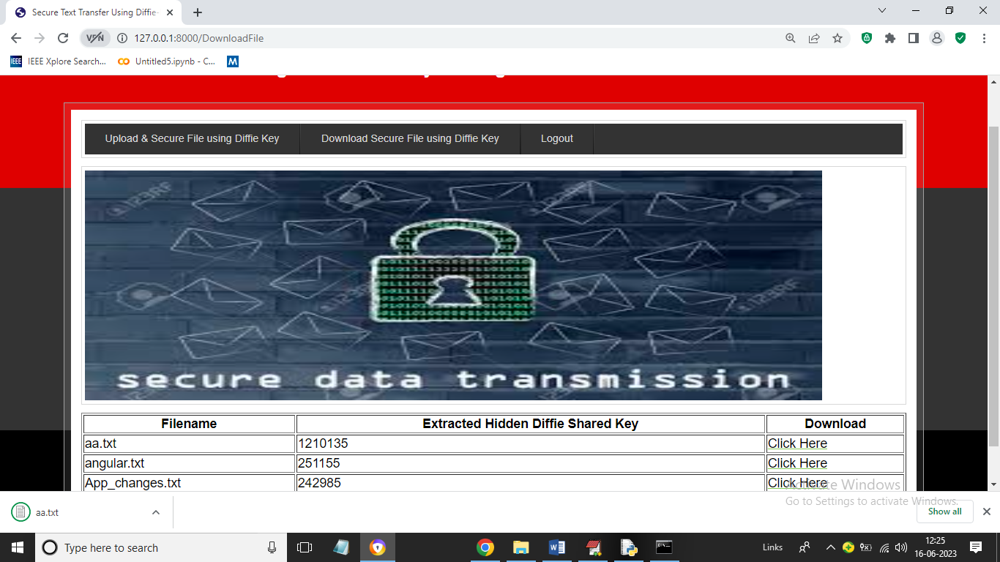 Secure Text Transfer Using Diffie-
127.0.0.1:8000/DownloadFile
IEEE Xplore Search...
Untitled5.ipynb - C...
Upload & Secure File using Diffie Key
Download Secure File using Diffie Key
Logout
secure data transmission
Filename Extracted Hidden Diffie Shared Key Download
aa.txt 1210135 Click Here
angular.txt 251155 Click Here
App_changes.txt 242985 Click Here
Activate Windows
Go to Settings to activate Windows.
aa.txt
Show all
Type here to search
Links
12:25
16-06-2023